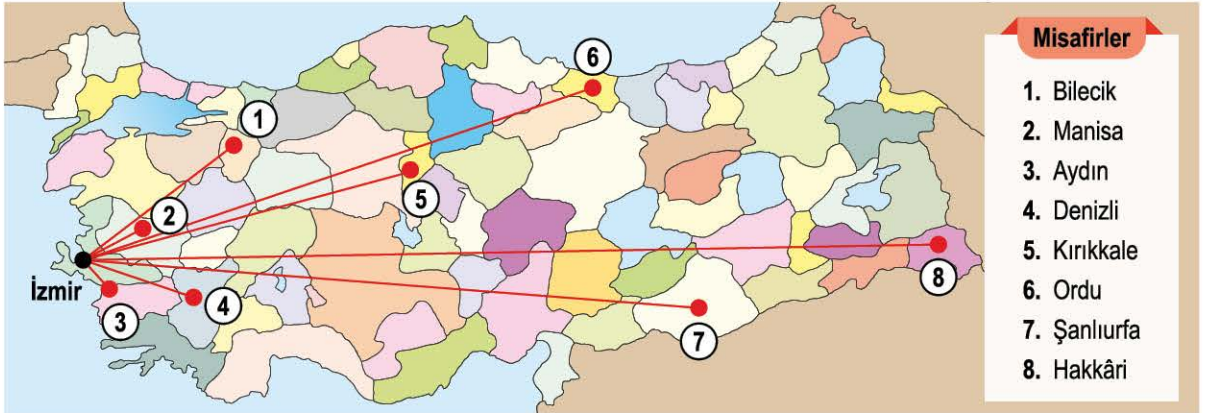 6
1
5
2
İzmir
3
4
7
8
Misafirler
1. Bilecik
2. Manisa
3. Aydın
4. Denizli
5. Kırıkkale
6. Ordu
7. Şanlıurfa
8. Hakkâri